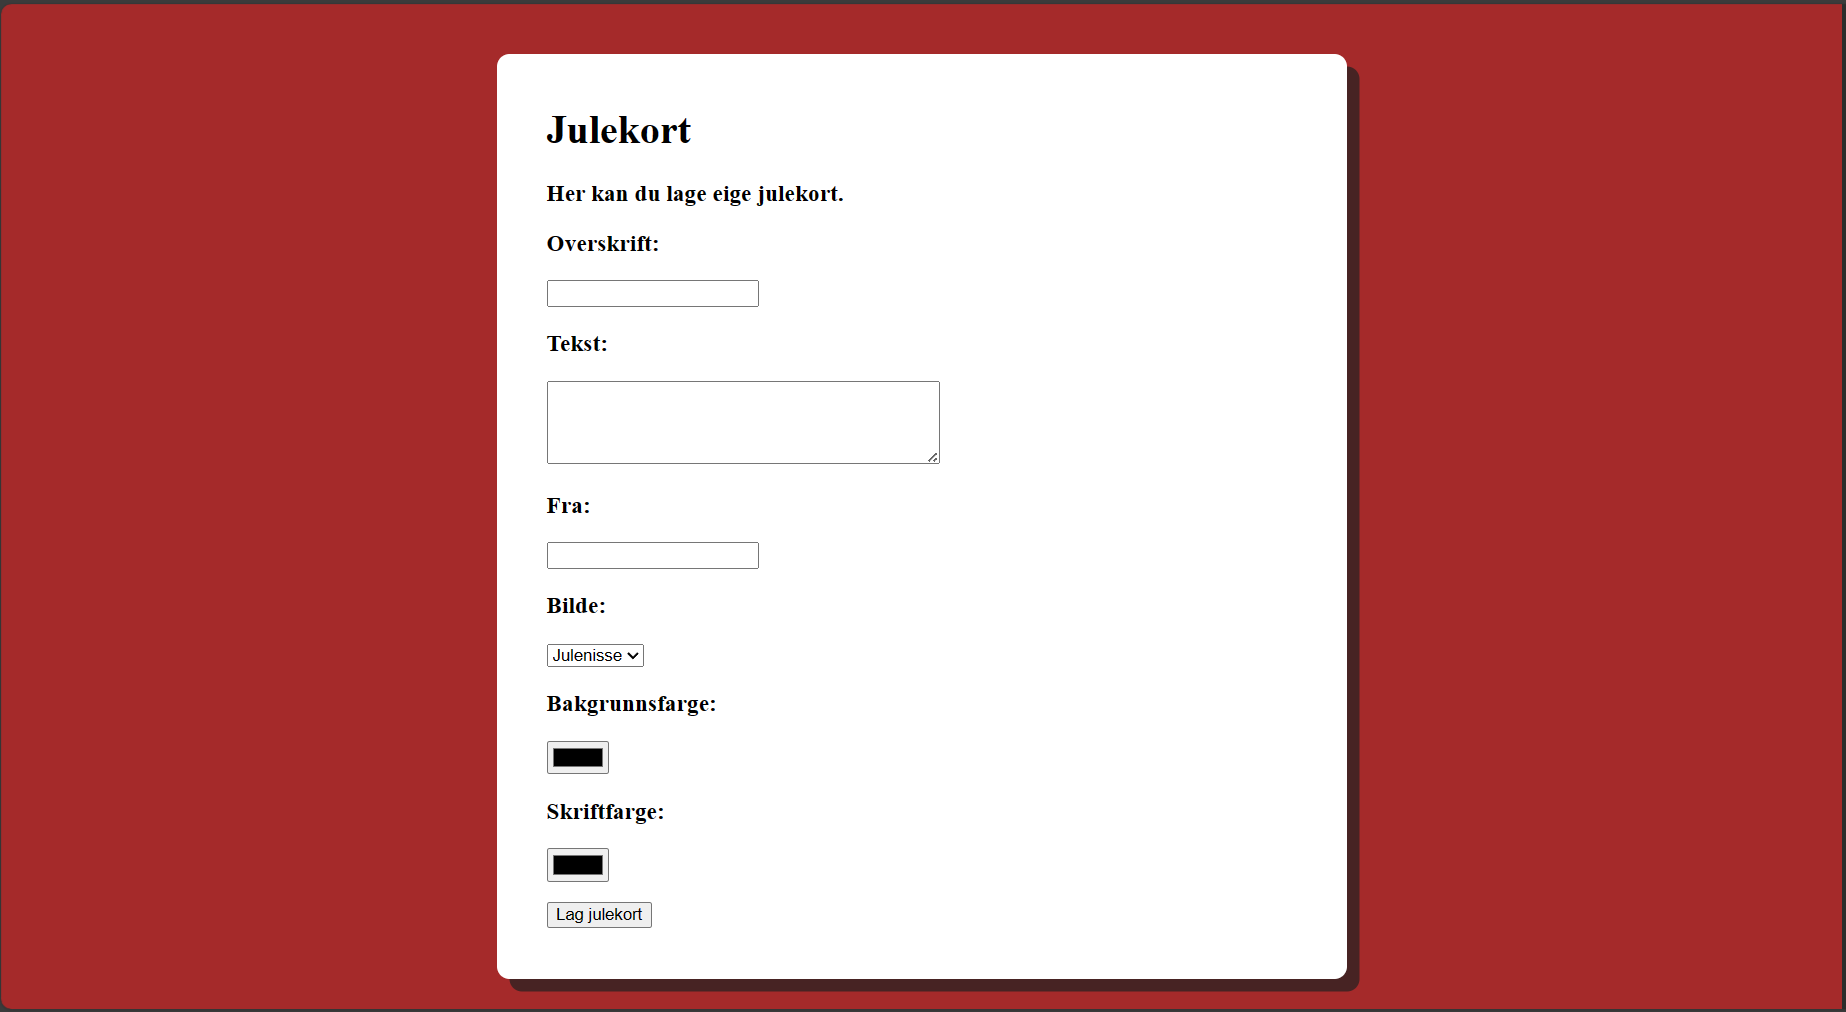 Julekort
Her kan du lage eige julekort.
Overskrift:
Tekst:
Fra:
Bilde:
Julenisse
Bakgrunnsfarge:
Skriftfarge:
Lag julekort